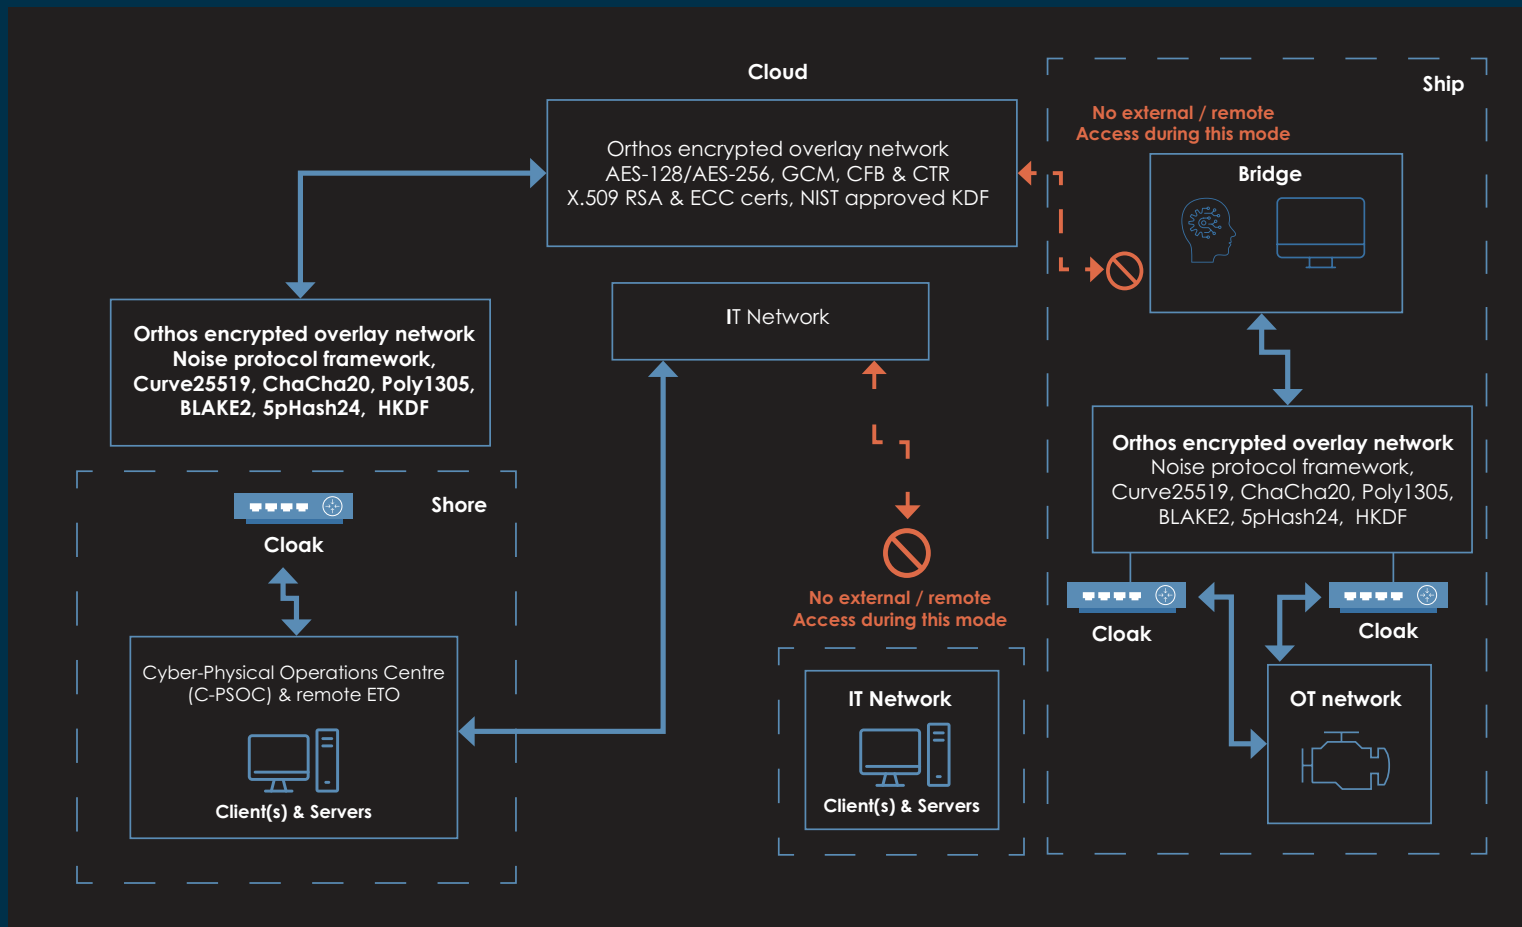 Cloud
Orthos encrypted overlay network
AES-128/AES-256, GCM, CFB & CTR
X.509 RSA & ECC certs, NIST approved KDF
Ship
No external / remote
Access during this mode
Bridge
IT Network
Orthos encrypted overlay network
Noise protocol framework,
Curve25519, ChaCha20, Poly1305,
BLAKE2, 5pHash24, HKDF
Shore
Cloak
Cyber-Physical Operations Centre
(C-PSOC) & remote ETO
Client(s) & Servers
No external / remote
Access during this mode
IT Network
Client(s) & Servers
Orthos encrypted overlay network
Noise protocol framework,
Curve25519, ChaCha20, Poly1305,
BLAKE2, 5pHash24, HKDF
Cloak
Cloak
OT network